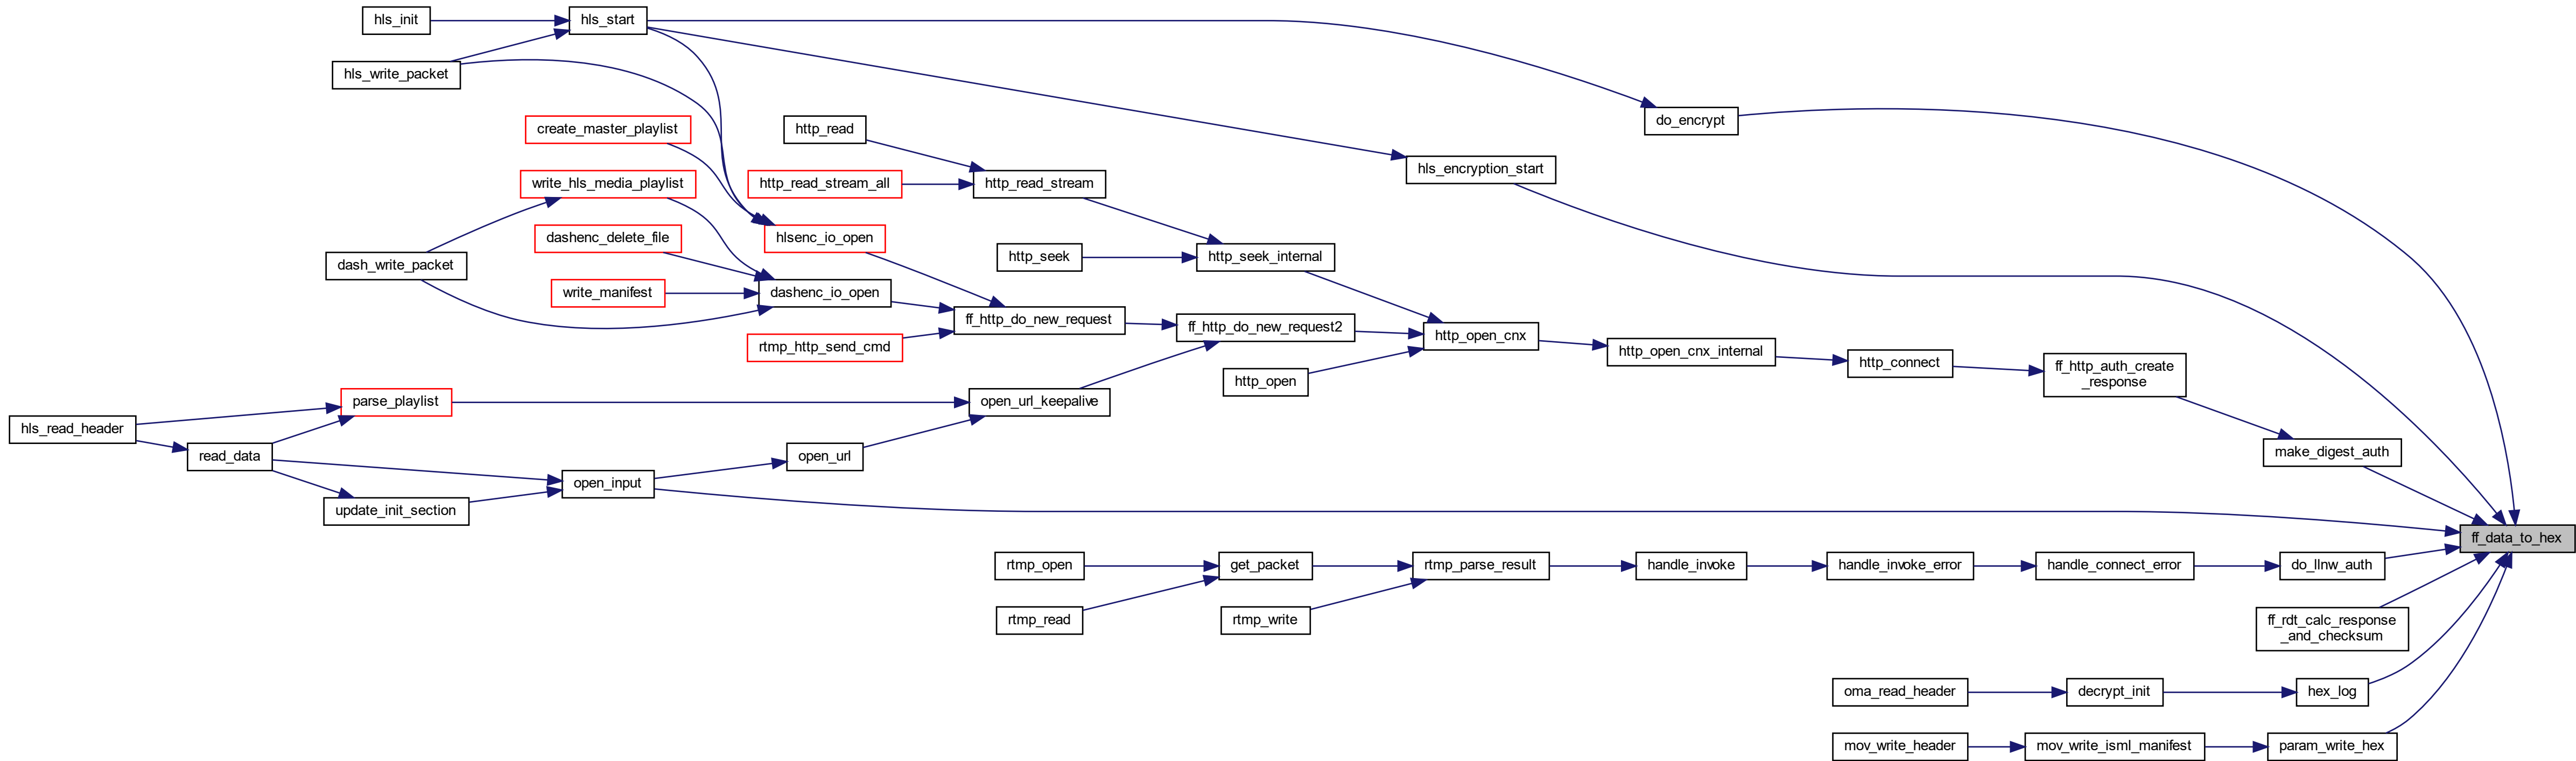 hls_init
hls_start
hls_write_packet
do_encrypt
create_master_playlist
http_read
hls_encryption_start
write_hls_media_playlist
http_read_stream_all
http_read_stream
dashenc_delete_file
hlsenc_io_open
http_seek
http_seek_internal
dash_write_packet
write_manifest
dashenc_io_open
ff_http_do_new_request
ff_http_do_new_request2
http_open_cnx
rtmp_http_send_cmd
http_open_cnx_internal
http_connect
ff_http_auth_create
_response
http_open
parse_playlist
open_url_keepalive
hls_read_header
read_data
open_url
make_digest_auth
open_input
update_init_section
ff_data_to_hex
rtmp_open
get_packet
rtmp_parse_result
handle_invoke
handle_invoke_error
handle_connect_error
do_llnw_auth
rtmp_read
rtmp_write
ff_rdt_calc_response
_and_checksum
oma_read_header
decrypt_init
hex_log
mov_write_header
mov_write_isml_manifest
param_write_hex